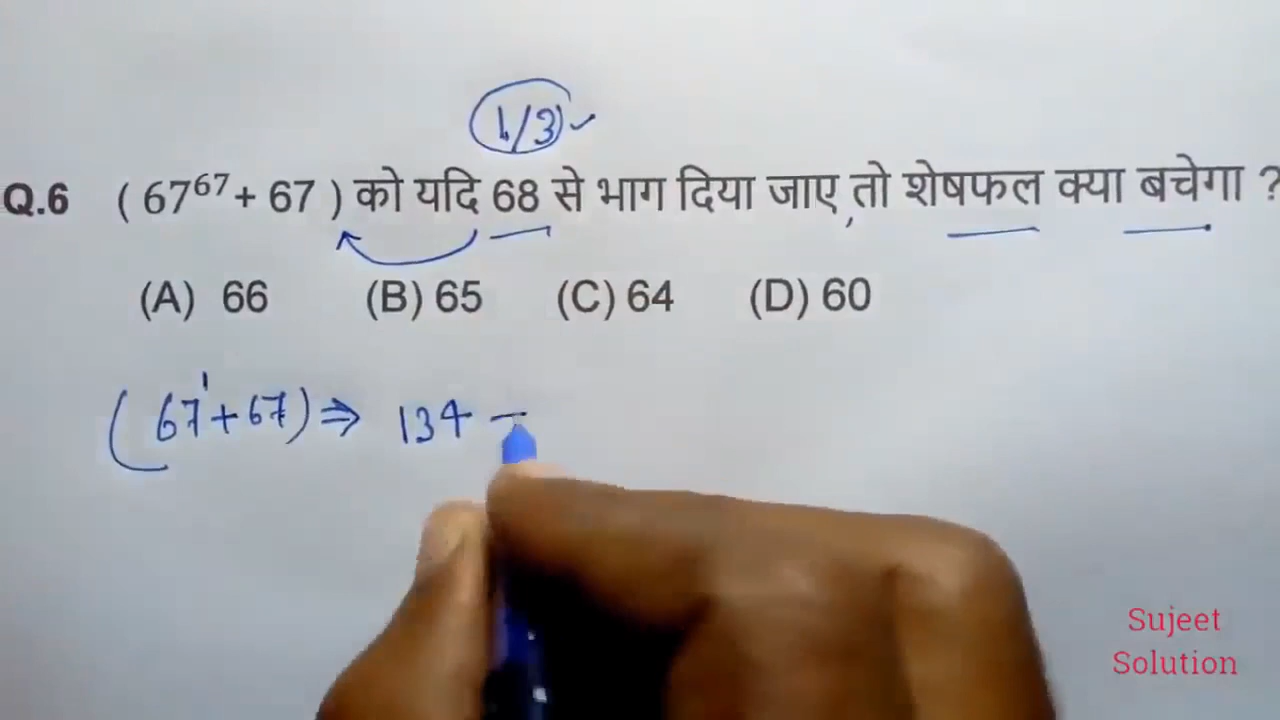 1/3
Q.6 ( 67⁶⁷ + 67 ) को यदि 68 से भाग दिया जाए, तो शेषफल क्या बचेगा ?
(A) 66 (B) 65 (C) 64 (D) 60
(67¹+67) ⇒ 134 −
Sujeet
Solution